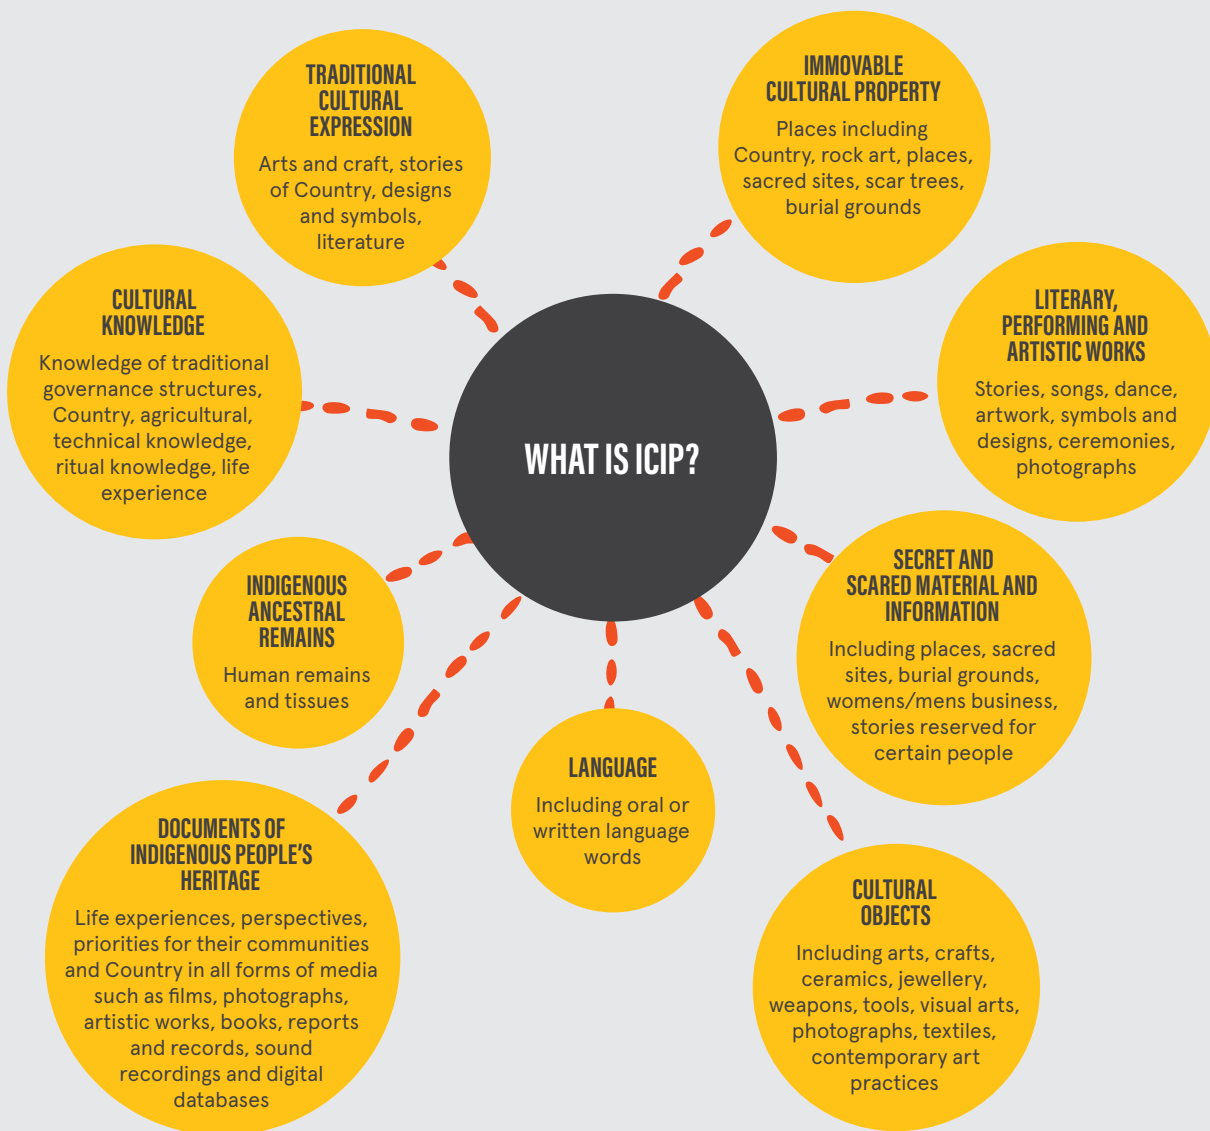 TRADITIONAL
CULTURAL
EXPRESSION
Arts and craft, stories
of Country, designs
and symbols,
literature
IMMOVABLE
CULTURAL PROPERTY
Places including
Country, rock art, places,
sacred sites, scar trees,
burial grounds
CULTURAL
KNOWLEDGE
Knowledge of traditional
governance structures,
Country, agricultural,
technical knowledge,
ritual knowledge, life
experience
WHAT IS ICIP?
LITERARY,
PERFORMING AND
ARTISTIC WORKS
Stories, songs, dance,
artwork, symbols and
designs, ceremonies,
photographs
INDIGENOUS
ANCESTRAL
REMAINS
Human remains
and tissues
SECRET AND
SCARED MATERIAL AND
INFORMATION
Including places, sacred
sites, burial grounds,
womens/mens business,
stories reserved for
certain people
DOCUMENTS OF
INDIGENOUS PEOPLE'S
HERITAGE
Life experiences, perspectives,
priorities for their communities
and Country in all forms of media
such as films, photographs,
artistic works, books, reports
and records, sound
recordings and digital
databases
LANGUAGE
Including oral or
written language
words
CULTURAL
OBJECTS
Including arts, crafts,
ceramics, jewellery,
weapons, tools, visual arts,
photographs, textiles,
contemporary art
practices